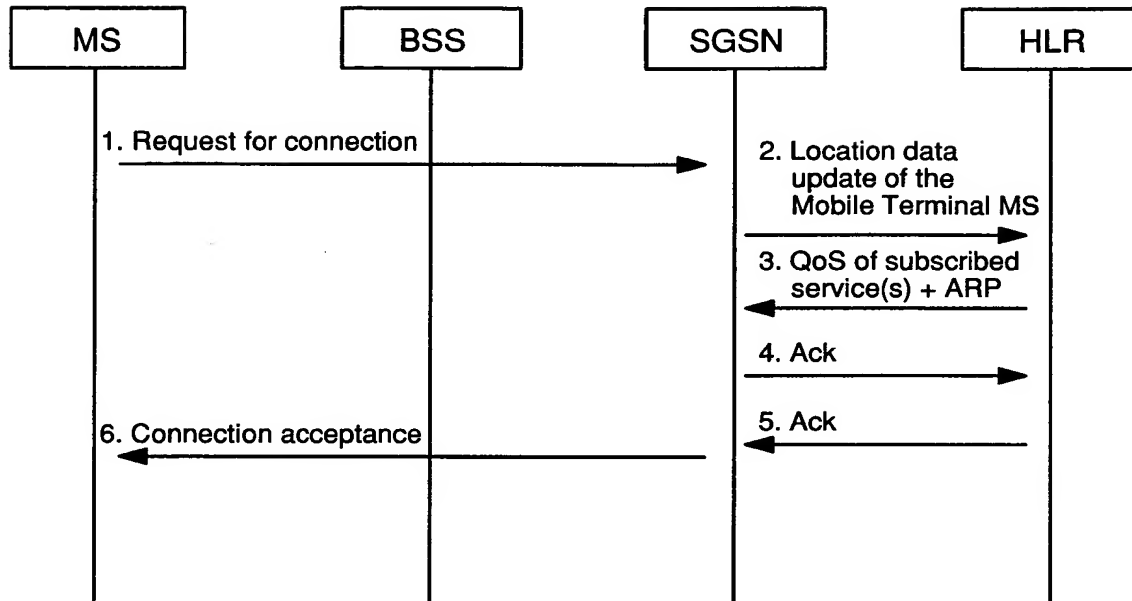 MS
BSS
SGSN
HLR
1. Request for connection
2. Location data
update of the
Mobile Terminal MS
3. QoS of subscribed
service(s) + ARP
4. Ack
5. Ack
6. Connection acceptance